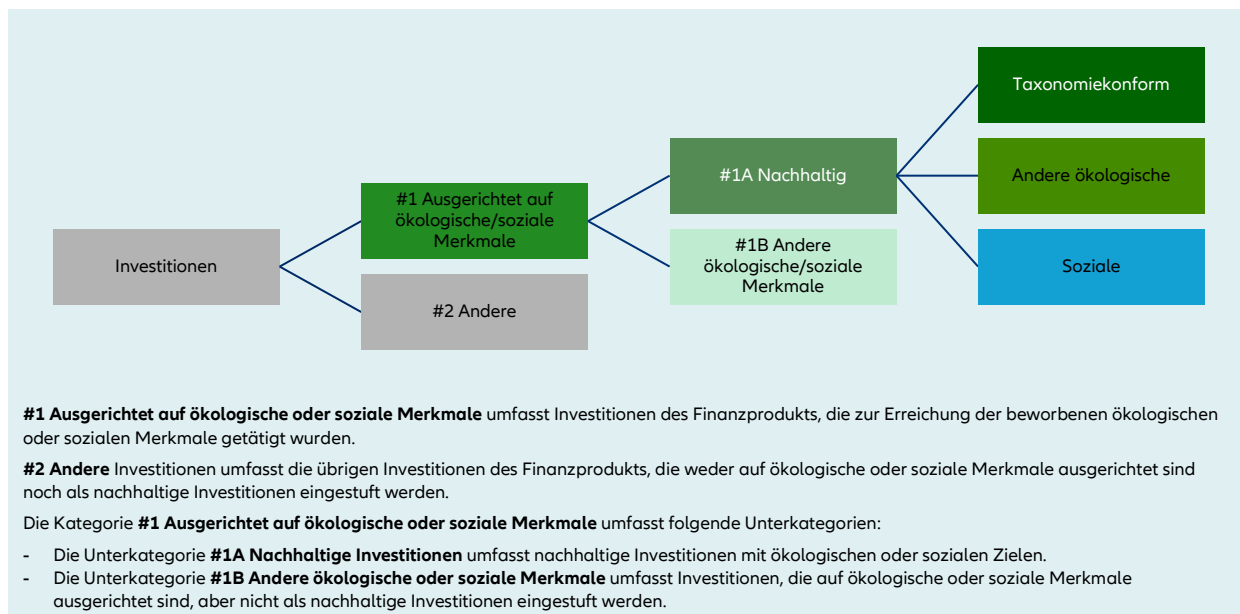 Taxonomiekonform
#1A Nachhaltig
Andere ökologische
#1 Ausgerichtet auf
ökologische/soziale
Merkmale
#1B Andere
ökologische/soziale
Merkmale
Soziale
Investitionen
#2 Andere
#1 Ausgerichtet auf ökologische oder soziale Merkmale umfasst Investitionen des Finanzprodukts, die zur Erreichung der beworbenen ökologischen
oder sozialen Merkmale getätigt wurden.
#2 Andere Investitionen umfasst die übrigen Investitionen des Finanzprodukts, die weder auf ökologische oder soziale Merkmale ausgerichtet sind
noch als nachhaltige Investitionen eingestuft werden.
Die Kategorie #1 Ausgerichtet auf ökologische oder soziale Merkmale umfasst folgende Unterkategorien:
- Die Unterkategorie #1A Nachhaltige Investitionen umfasst nachhaltige Investitionen mit ökologischen oder sozialen Zielen.
- Die Unterkategorie #1B Andere ökologische oder soziale Merkmale umfasst Investitionen, die auf ökologische oder soziale Merkmale
ausgerichtet sind, aber nicht als nachhaltige Investitionen eingestuft werden.